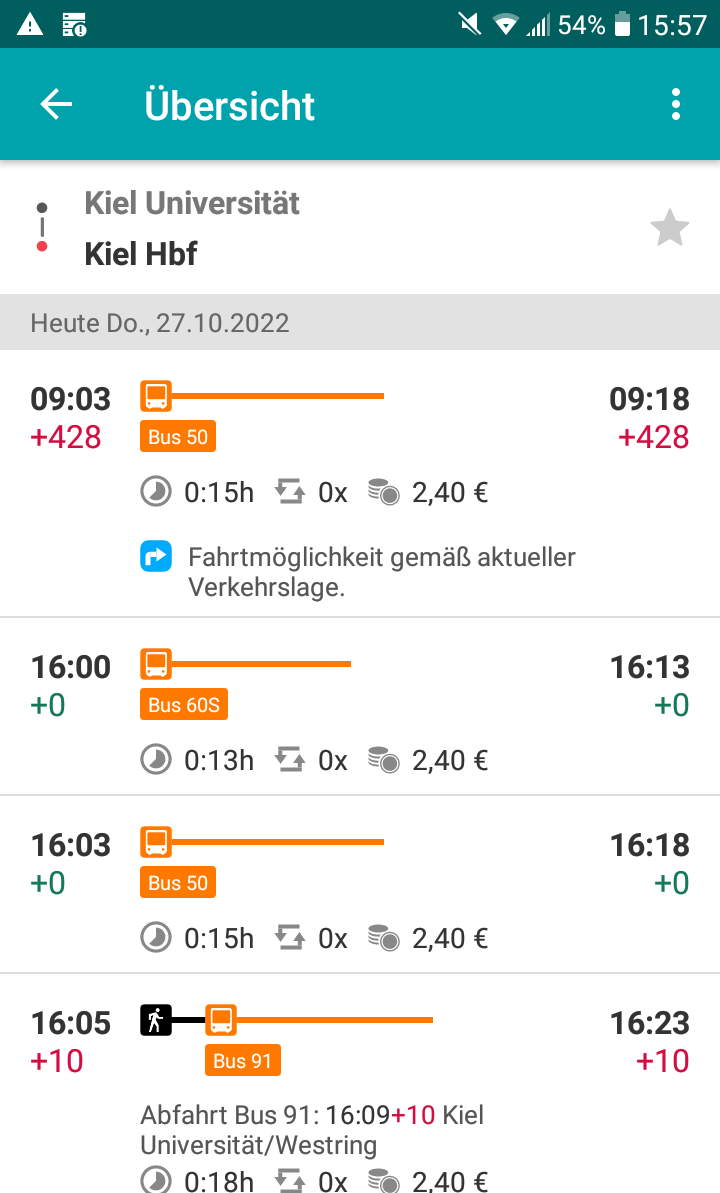 54% 15:57
Übersicht
Kiel Universität
Kiel Hbf
Heute Do., 27.10.2022
09:03 09:18
+428 Bus 50 +428
0:15h 0x 2,40 €
Fahrtmöglichkeit gemäß aktueller
Verkehrslage.
16:00 16:13
+0 Bus 60S +0
0:13h 0x 2,40 €
16:03 16:18
+0 Bus 50 +0
0:15h 0x 2,40 €
16:05 16:23
+10 Bus 91 +10
Abfahrt Bus 91: 16:09+10 Kiel
Universität/Westring
0:18h 0x 2,40 €